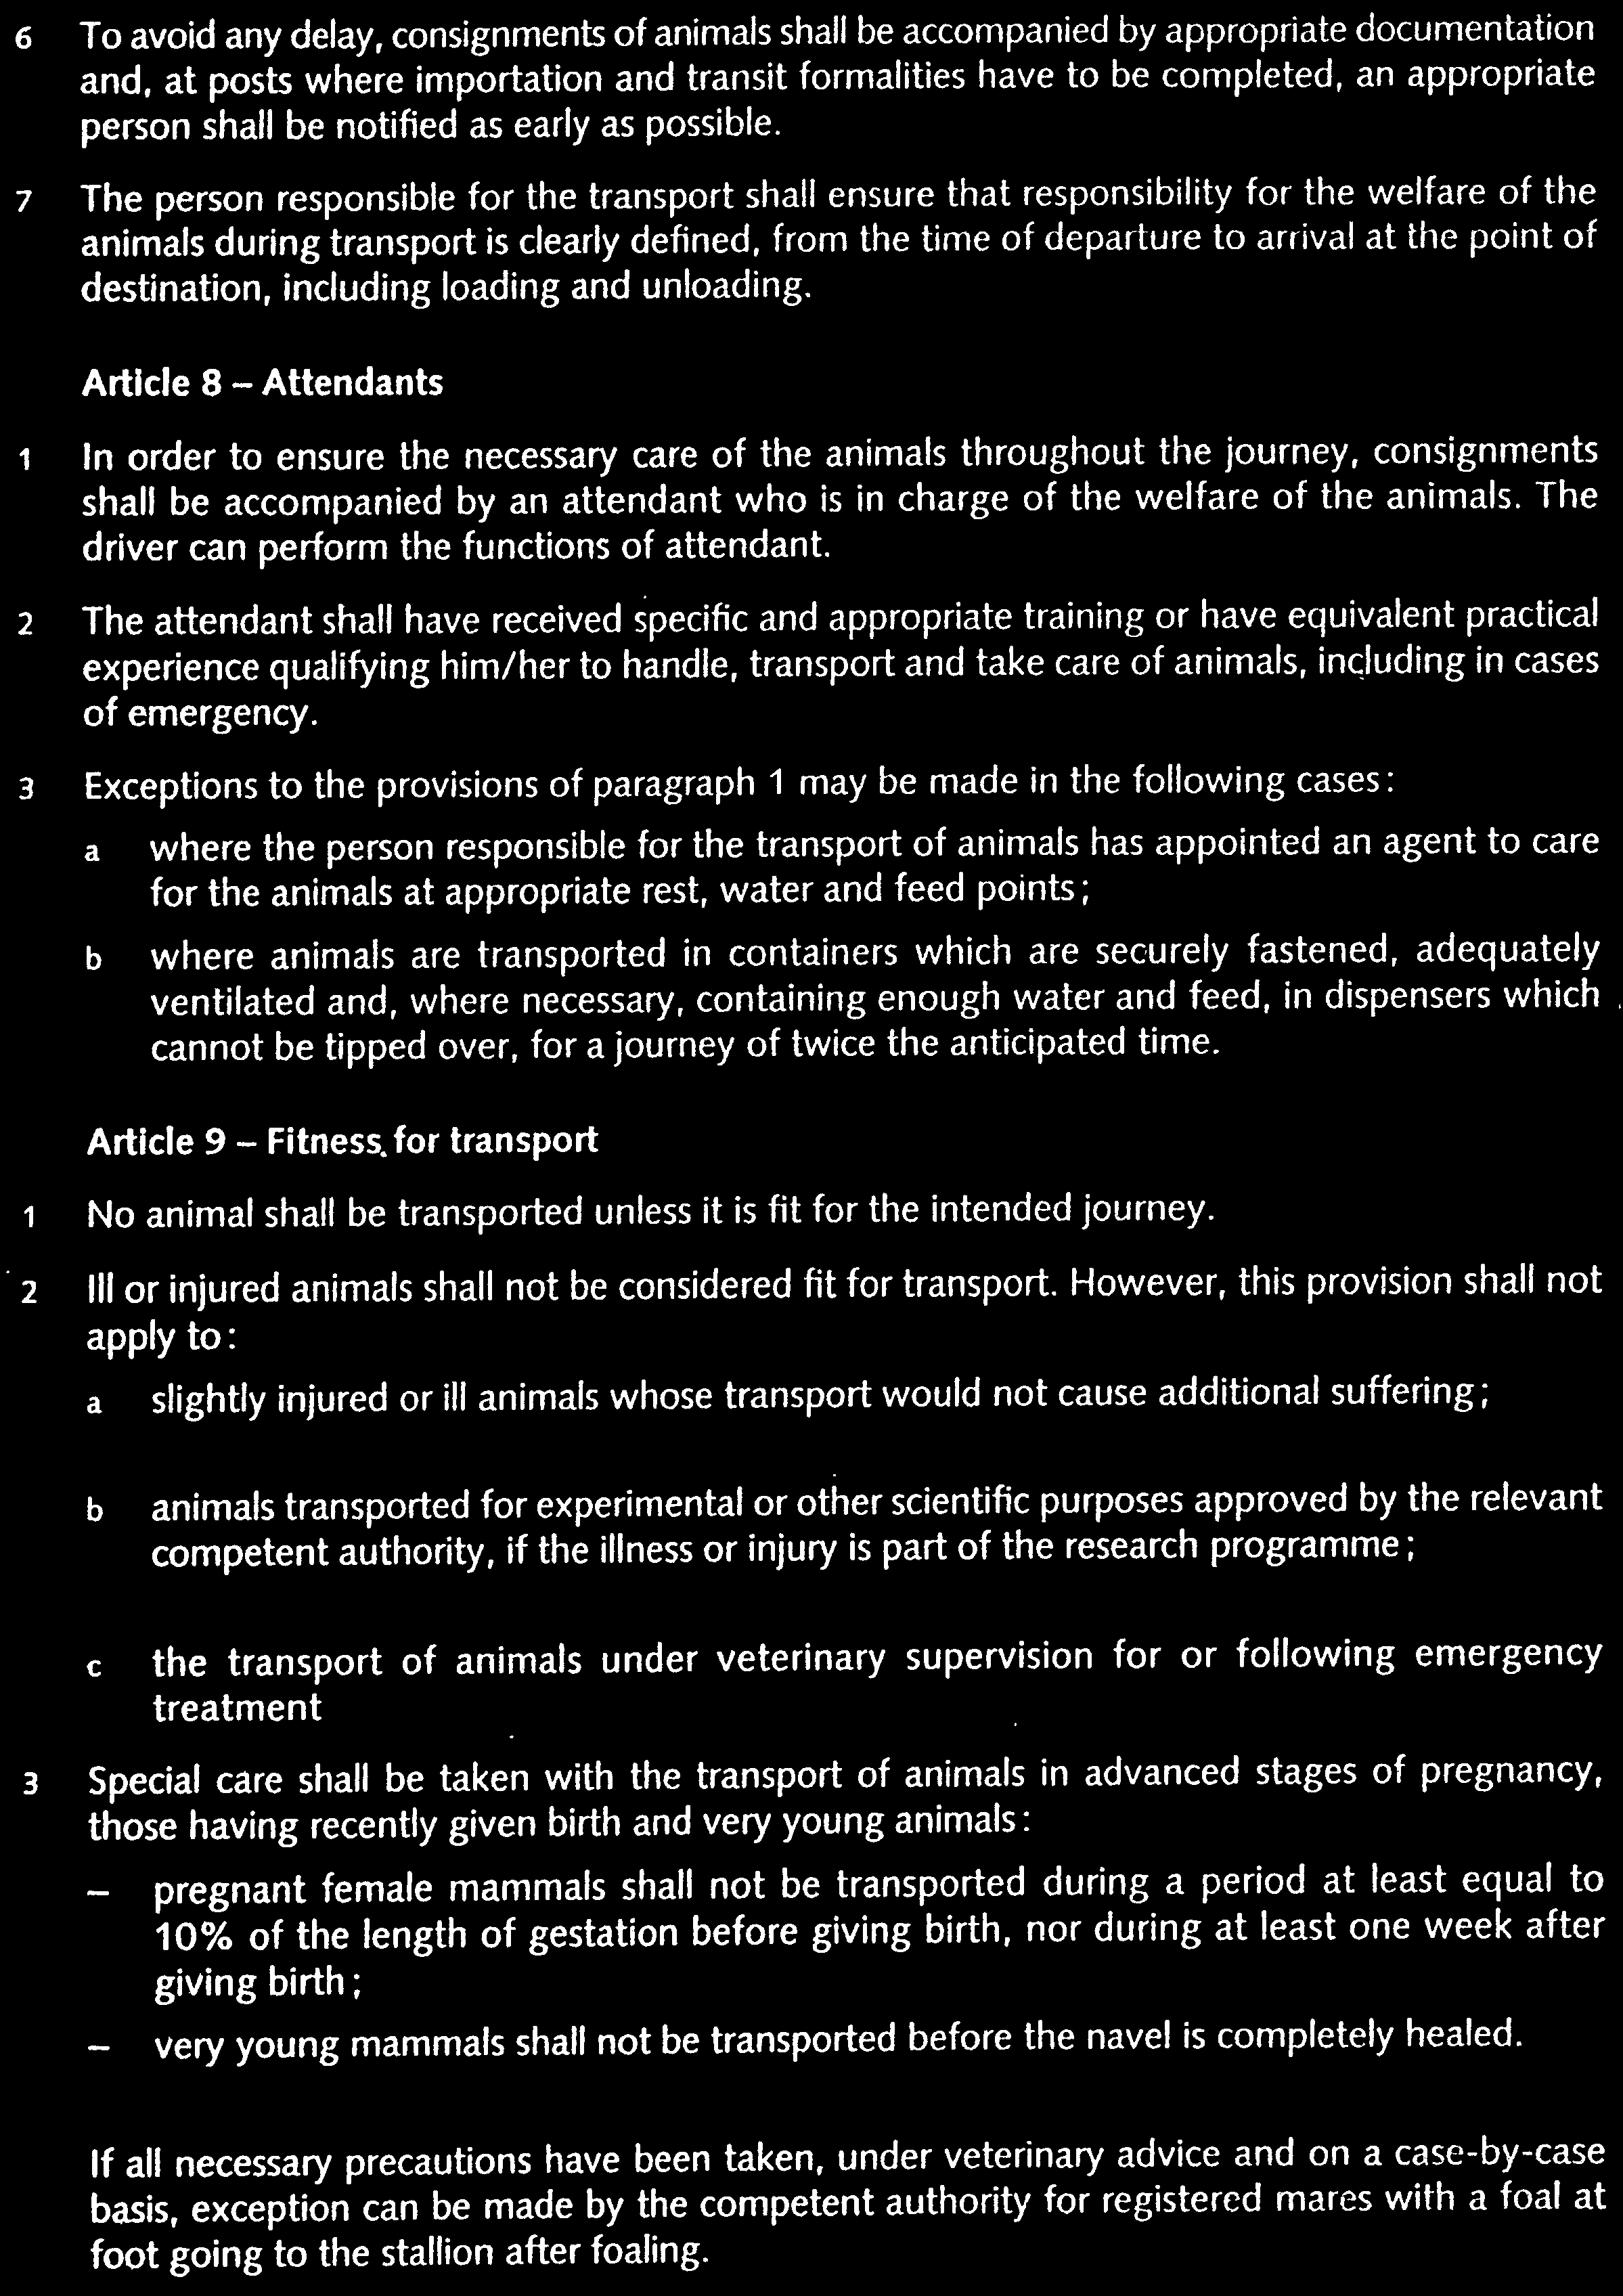 6 To avoid any delay, consignments of animals shall be accompanied by appropriate documentation
and, at posts where importation and transit formalities have to be completed, an appropriate
person shall be notified as early as possible.
7 The person responsible for the transport shall ensure that responsibility for the welfare of the
animals during transport is clearly defined, from the time of departure to arrival at the point of
destination, including loading and unloading.
Article 8 – Attendants
1 In order to ensure the necessary care of the animals throughout the journey, consignments
shall be accompanied by an attendant who is in charge of the welfare of the animals. The
driver can perform the functions of attendant.
2 The attendant shall have received specific and appropriate training or have equivalent practical
experience qualifying him/her to handle, transport and take care of animals, including in cases
of emergency.
3 Exceptions to the provisions of paragraph 1 may be made in the following cases:
a where the person responsible for the transport of animals has appointed an agent to care
for the animals at appropriate rest, water and feed points;
b where animals are transported in containers which are securely fastened, adequately
ventilated and, where necessary, containing enough water and feed, in dispensers which
cannot be tipped over, for a journey of twice the anticipated time.
Article 9 – Fitness for transport
1 No animal shall be transported unless it is fit for the intended journey.
2 Ill or injured animals shall not be considered fit for transport. However, this provision shall not
apply to:
a slightly injured or ill animals whose transport would not cause additional suffering;
b animals transported for experimental or other scientific purposes approved by the relevant
competent authority, if the illness or injury is part of the research programme;
c the transport of animals under veterinary supervision for or following emergency
treatment
3 Special care shall be taken with the transport of animals in advanced stages of pregnancy,
those having recently given birth and very young animals:
– pregnant female mammals shall not be transported during a period at least equal to
10% of the length of gestation before giving birth, nor during at least one week after
giving birth;
– very young mammals shall not be transported before the navel is completely healed.
If all necessary precautions have been taken, under veterinary advice and on a case-by-case
basis, exception can be made by the competent authority for registered mares with a foal at
foot going to the stallion after foaling.